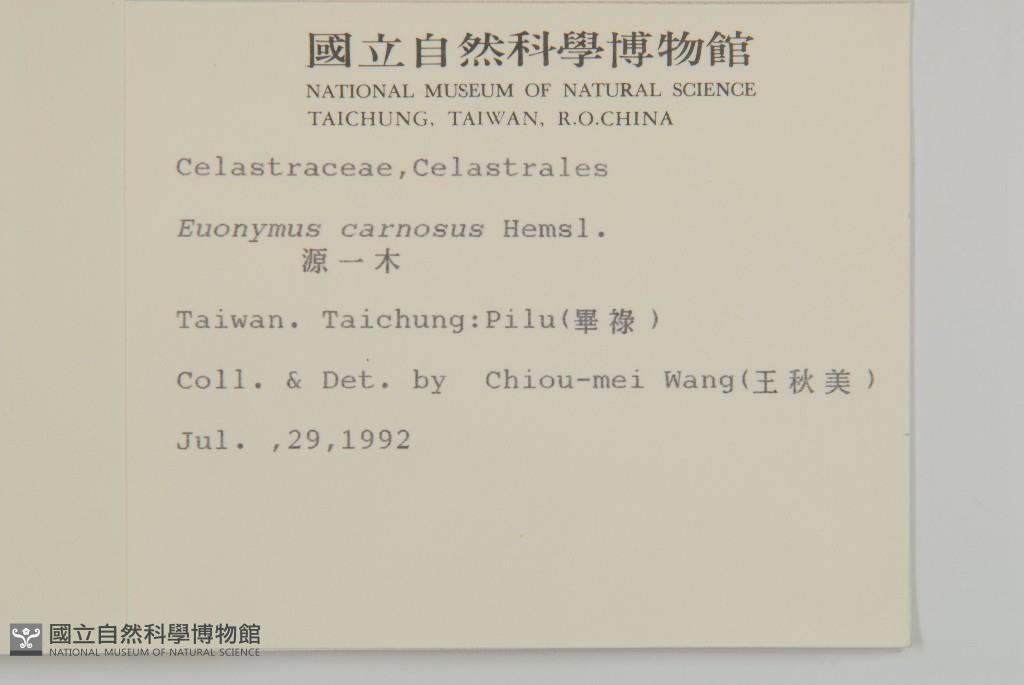 國立自然科學博物館
NATIONAL MUSEUM OF NATURAL SCIENCE
TAICHUNG, TAIWAN, R.O.CHINA
Celastraceae,Celastrales
Euonymus carnosus Hemsl.
源一木
Taiwan. Taichung:Pilu(畢祿)
Coll. & Det. by Chiou-mei Wang(王秋美)
Jul. ,29,1992
國立自然科學博物館
NATIONAL MUSEUM OF NATURAL SCIENCE